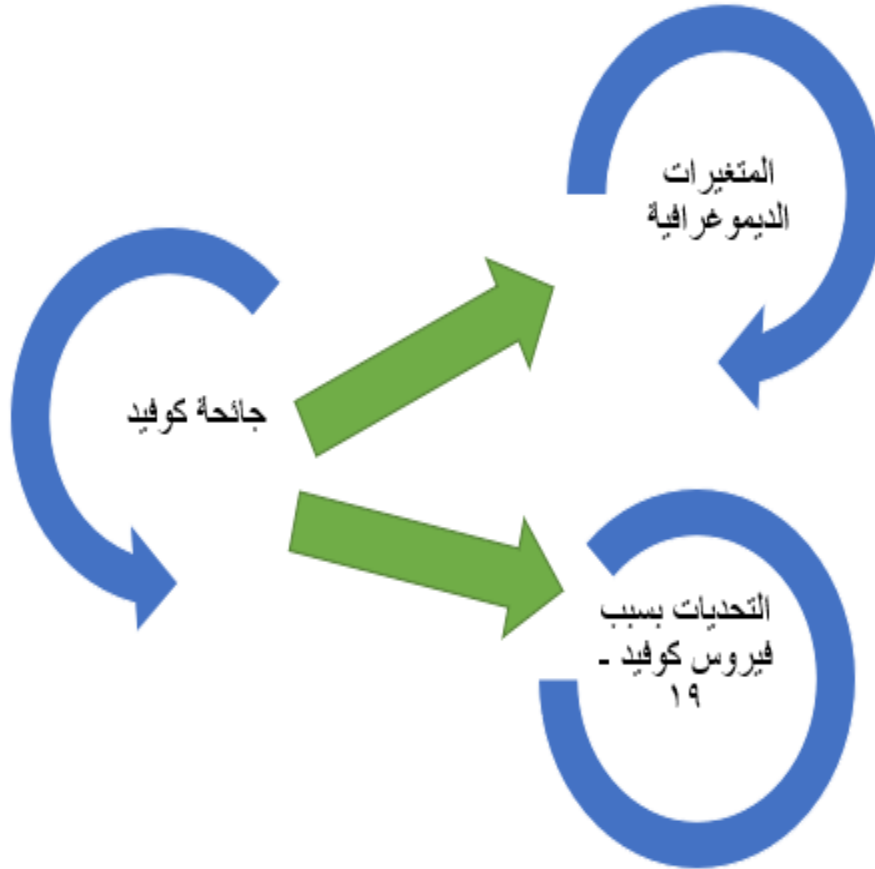 المتغيرات
الديموغرافية
جائحة كوفيد
التحديات بسبب
فيروس كوفيد -
١٩